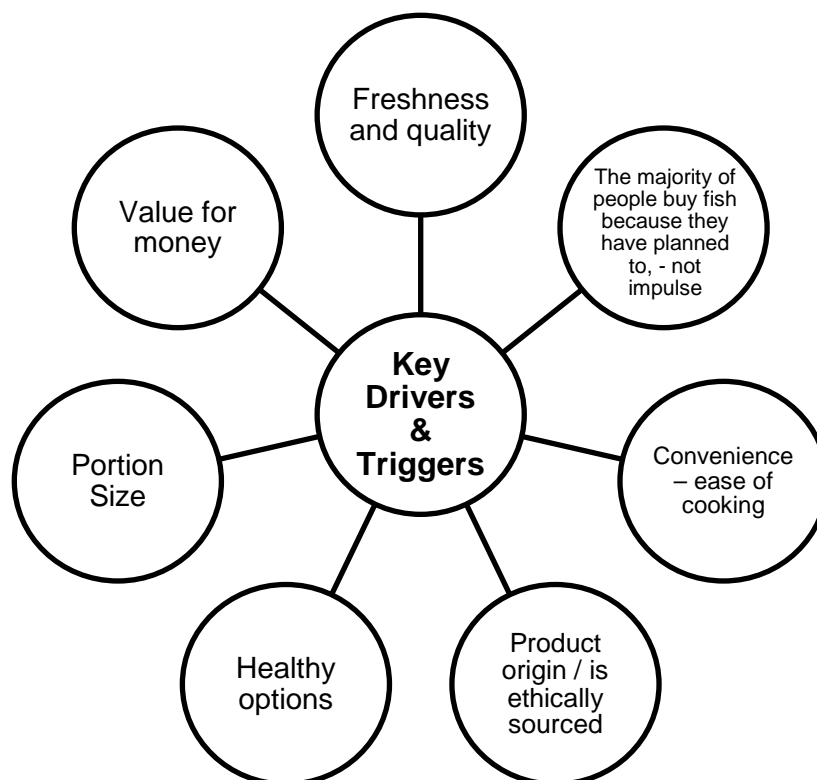 Freshness
and quality
The majority of
people buy fish
because they
have planned
to, - not
impulse
Convenience
– ease of
cooking
Product
origin / is
ethically
sourced
Healthy
options
Portion
Size
Value for
money
Key
Drivers
&
Triggers